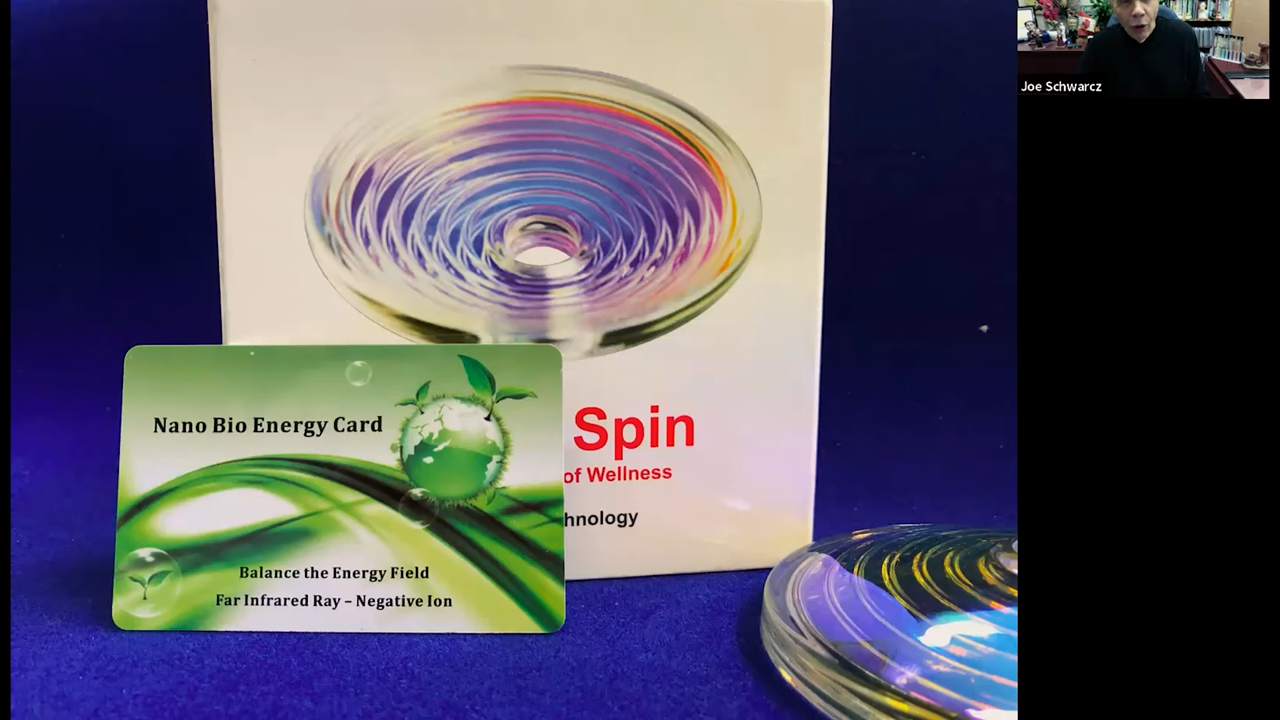 Joe Schwarcz
Spin
of Wellness
hnology
Nano Bio Energy Card
Balance the Energy Field
Far Infrared Ray – Negative Ion